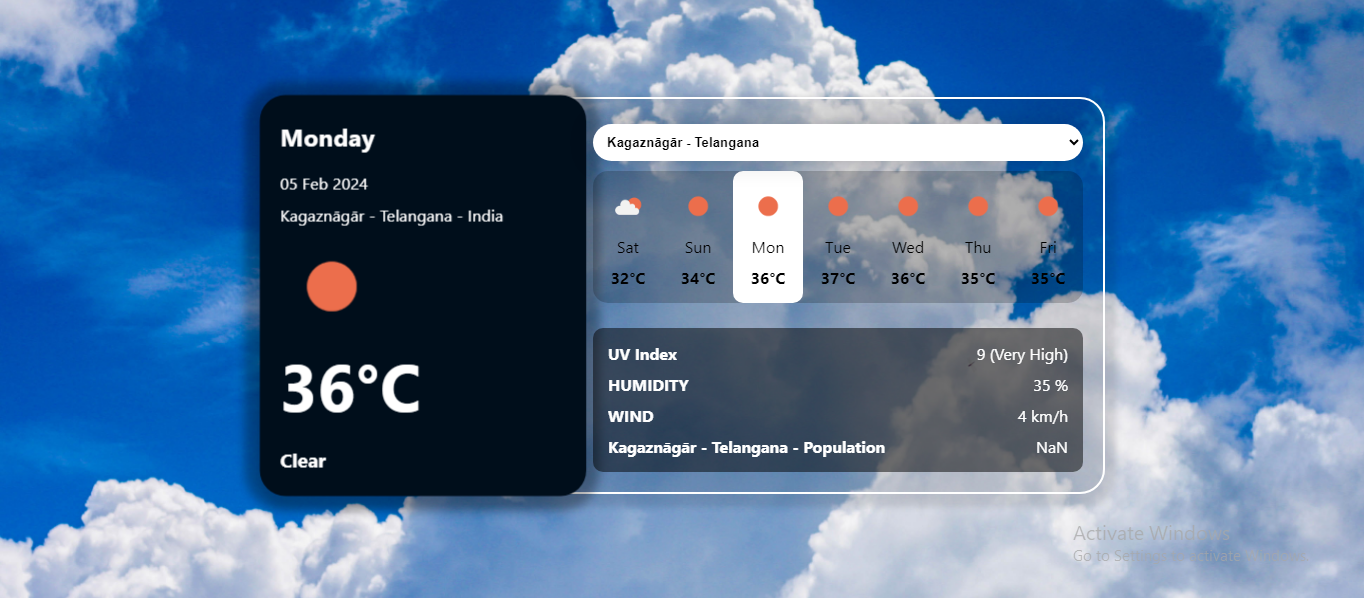 Monday
05 Feb 2024
Kagaznāgār - Telangana - India
36°C
Clear
Kagaznāgār - Telangana
Sat Sun Mon Tue Wed Thu Fri
32°C 34°C 36°C 37°C 36°C 35°C 35°C
UV Index 9 (Very High)
HUMIDITY 35 %
WIND 4 km/h
Kagaznāgār - Telangana - Population NaN
Activate Windows
Go to Settings to activate Windows.